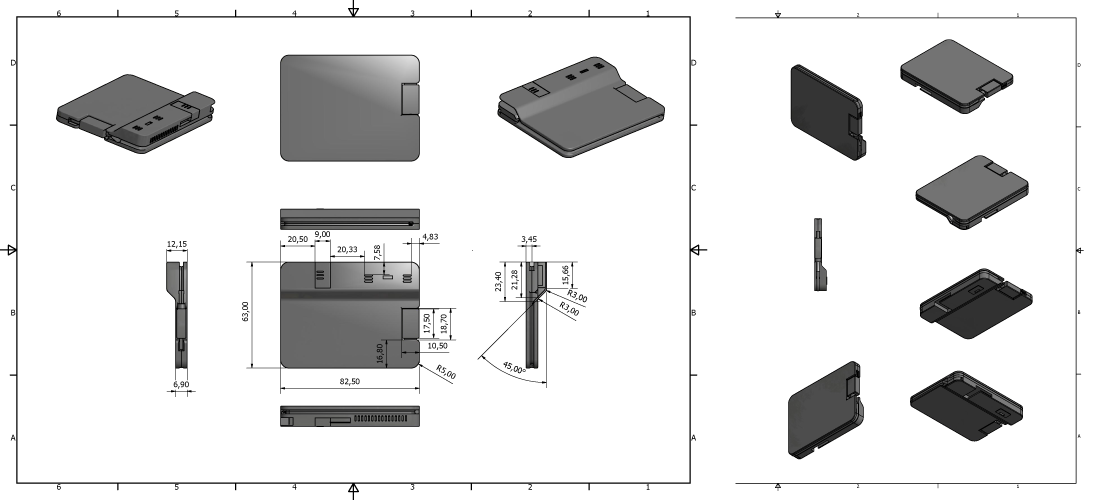 6 5 4 3 2 1
2 1
D D D
C C C
12,15
20,50
9,00
20,33
7,58
4,83
3,45
23,40
21,28
15,66
R3,00
R3,00
B B B
63,00
17,50
18,70
16,80
10,50
R5,00
45,00°
6,90
82,50
A A A
6 5 4 3 2 1
2 1